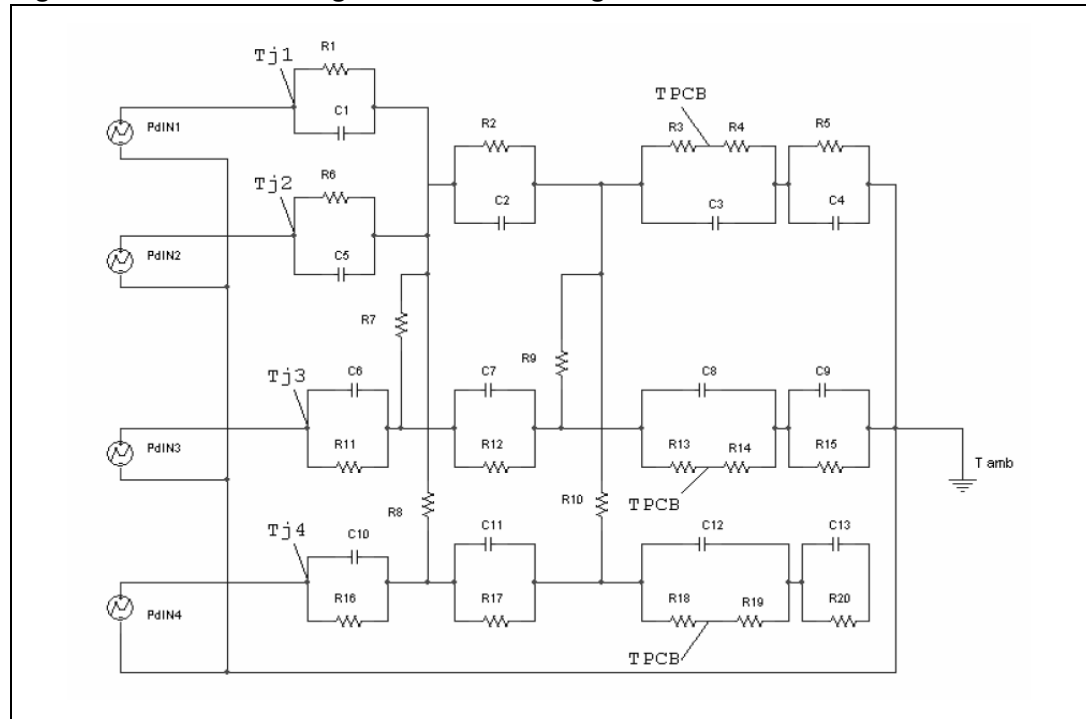 Tj1
R1
C1
PdIN1
R2
C2
TPCB
R3 R4
C3
R5
C4
Tj2
R6
C5
PdIN2
R7
R9
Tj3
C6
R11
PdIN3
C7
R12
C8
R13 R14
TPCB
C9
R15
T amb
R8
R10
Tj4
C10
R16
PdIN4
C11
R17
C12
R18 R19
TPCB
C13
R20